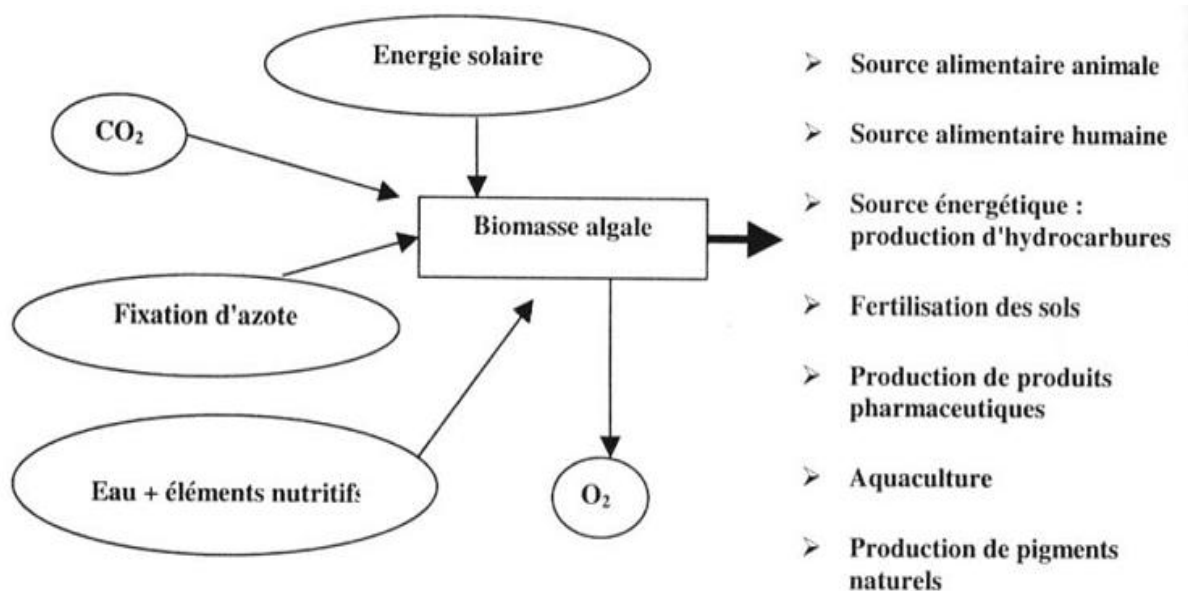 Energie solaire
CO₂
Biomasse algale
Fixation d'azote
Eau + éléments nutritifs
O₂
➤ Source alimentaire animale
➤ Source alimentaire humaine
➤ Source énergétique :
production d'hydrocarbures
➤ Fertilisation des sols
➤ Production de produits
pharmaceutiques
➤ Aquaculture
➤ Production de pigments
naturels